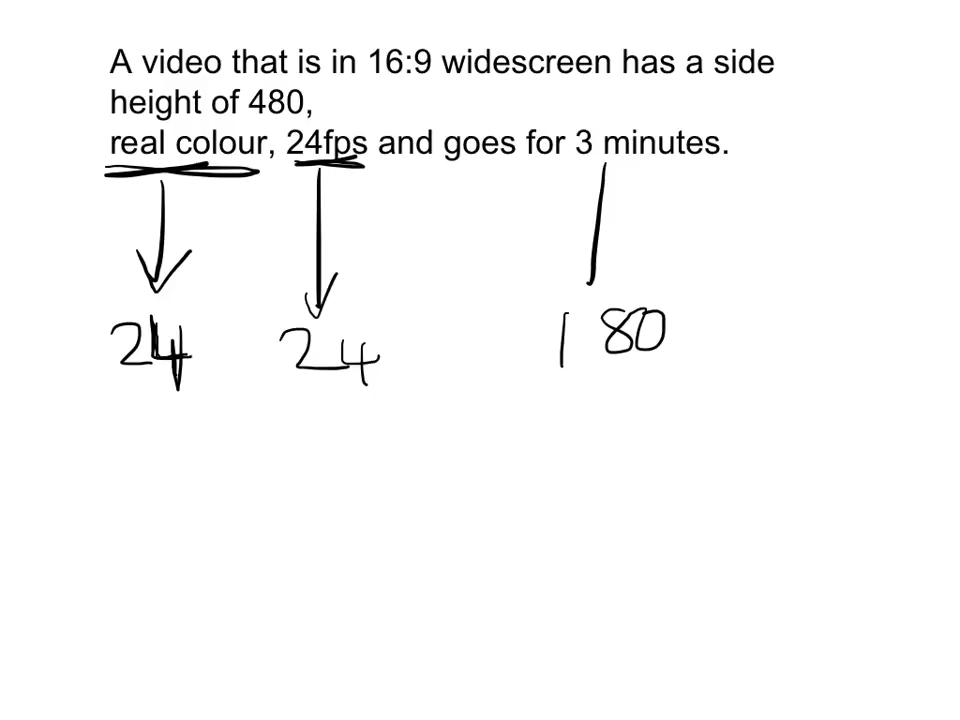 A video that is in 16:9 widescreen has a side
height of 480,
real colour, 24fps and goes for 3 minutes.
24 24 180